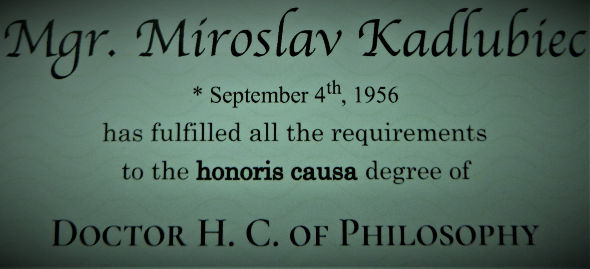 Mgr. Miroslav Kadlubiec
* September 4th, 1956
has fulfilled all the requirements
to the honoris causa degree of
DOCTOR H. C. OF PHILOSOPHY